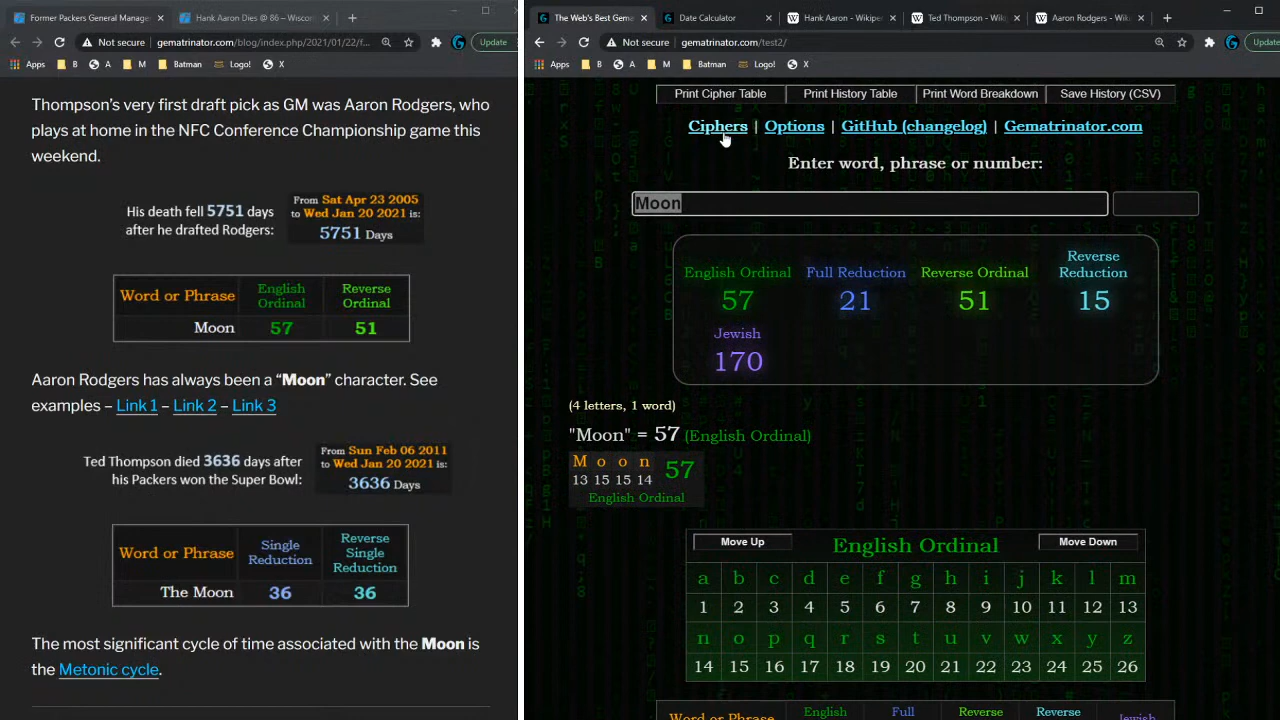 Former Packers General Manage
Hank Aaron Dies @ 86 – Wiscon
Not secure
gematrinator.com/blog/index.php/2021/01/22/f...
Update
Apps
B
A
M
Batman
Logo!
X
Thompson's very first draft pick as GM was Aaron Rodgers, who
plays at home in the NFC Conference Championship game this
weekend.
His death fell 5751 days
after he drafted Rodgers:
From Sat Apr 23 2005
to Wed Jan 20 2021 is:
5751 Days
Word or Phrase
English
Ordinal
Reverse
Ordinal
Moon
57
51
Aaron Rodgers has always been a “Moon” character. See
examples – Link 1 – Link 2 – Link 3
Ted Thompson died 3636 days after
his Packers won the Super Bowl:
From Sun Feb 06 2011
to Wed Jan 20 2021 is:
3636 Days
Word or Phrase
Single
Reduction
Reverse
Single
Reduction
The Moon
36
36
The most significant cycle of time associated with the Moon is
the Metonic cycle.
The Web's Best Gema
Date Calculator
Hank Aaron - Wikiper
Ted Thompson - Wiki
Aaron Rodgers - Wiki
Not secure
gematrinator.com/test2/
Update
Apps
B
A
M
Batman
Logo!
X
Print Cipher Table
Print History Table
Print Word Breakdown
Save History (CSV)
Ciphers | Options | GitHub (changelog) | Gematrinator.com
Enter word, phrase or number:
Moon
English Ordinal
57
Full Reduction
21
Reverse Ordinal
51
Reverse
Reduction
15
Jewish
170
(4 letters, 1 word)
"Moon" = 57 (English Ordinal)
M o o n
13 15 15 14
57
English Ordinal
Move Up
English Ordinal
Move Down
a b c d e f g h i j k l m
1 2 3 4 5 6 7 8 9 10 11 12 13
n o p q r s t u v w x y z
14 15 16 17 18 19 20 21 22 23 24 25 26
Word or Phrase
English
Full
Reverse
Reverse
Jewish